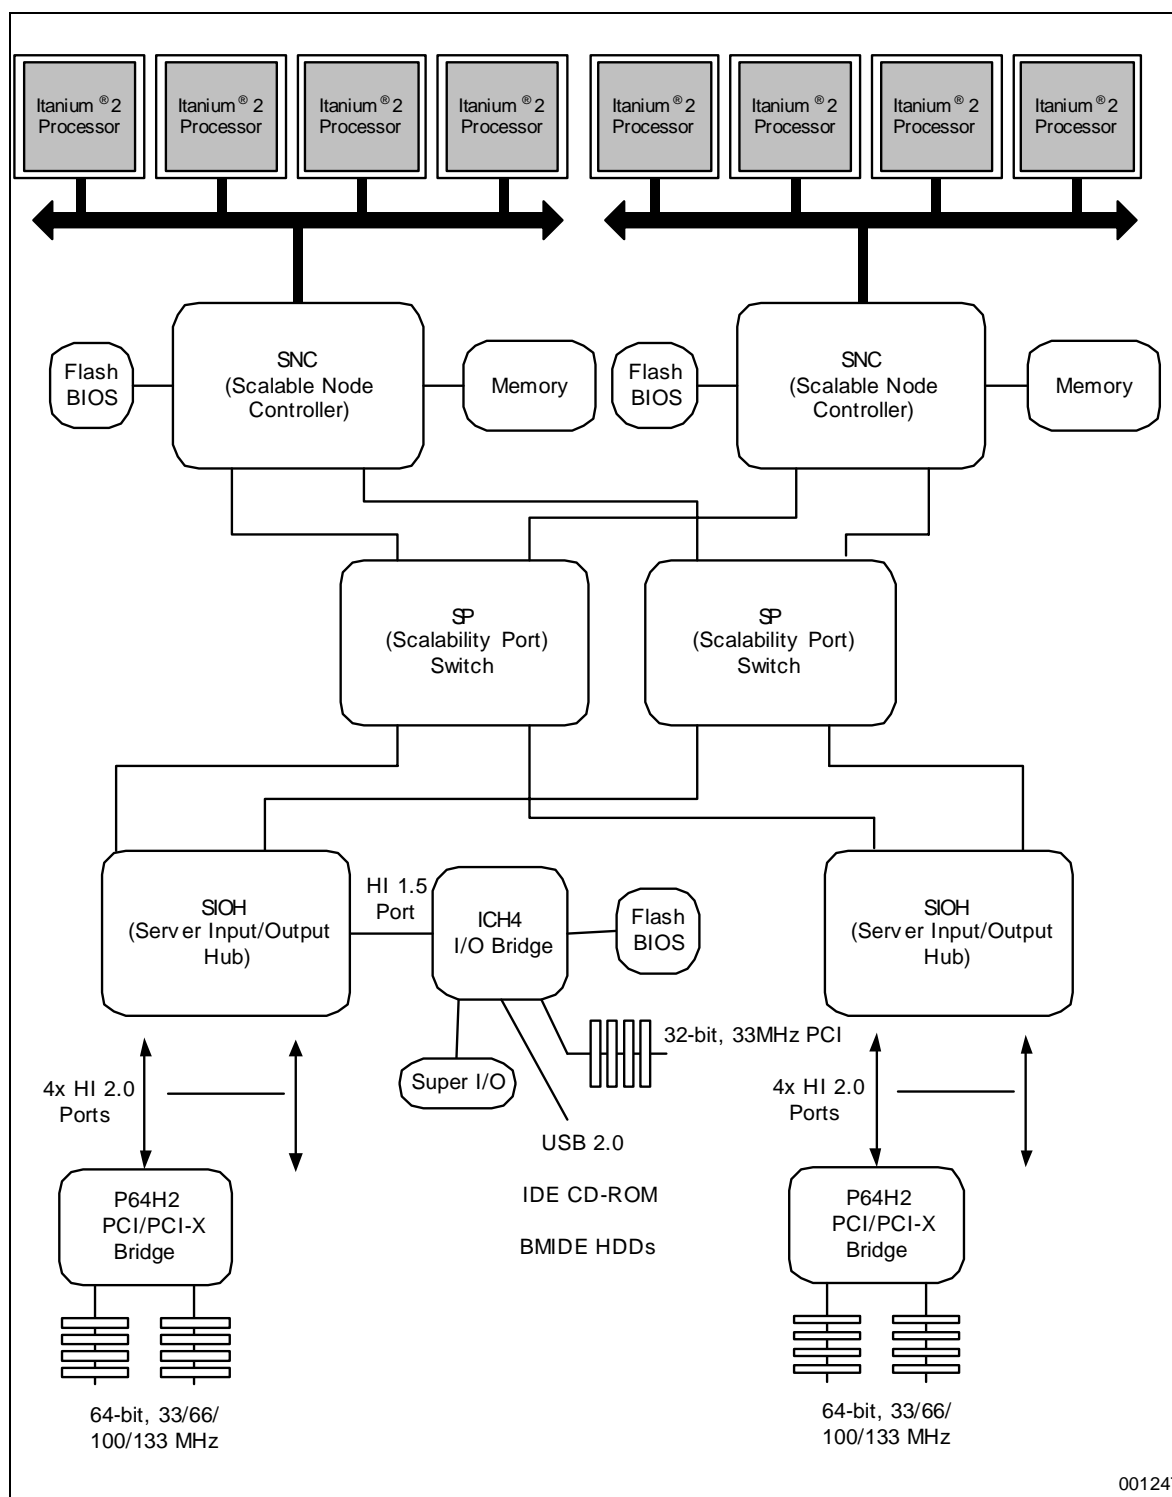 Itanium ® 2
Processor
Itanium ® 2
Processor
Itanium ® 2
Processor
Itanium ® 2
Processor
Itanium ® 2
Processor
Itanium ® 2
Processor
Itanium ® 2
Processor
Itanium ® 2
Processor
Flash
BIOS
SNC
(Scalable Node
Controller)
Memory
Flash
BIOS
SNC
(Scalable Node
Controller)
Memory
SP
(Scalability Port)
Switch
SP
(Scalability Port)
Switch
SIOH
(Server Input/Output
Hub)
HI 1.5
Port
ICH4
I/O Bridge
Flash
BIOS
SIOH
(Server Input/Output
Hub)
32-bit, 33MHz PCI
Super I/O
4x HI 2.0
Ports
4x HI 2.0
Ports
USB 2.0
IDE CD-ROM
BMIDE HDDs
P64H2
PCI/PCI-X
Bridge
P64H2
PCI/PCI-X
Bridge
64-bit, 33/66/
100/133 MHz
64-bit, 33/66/
100/133 MHz